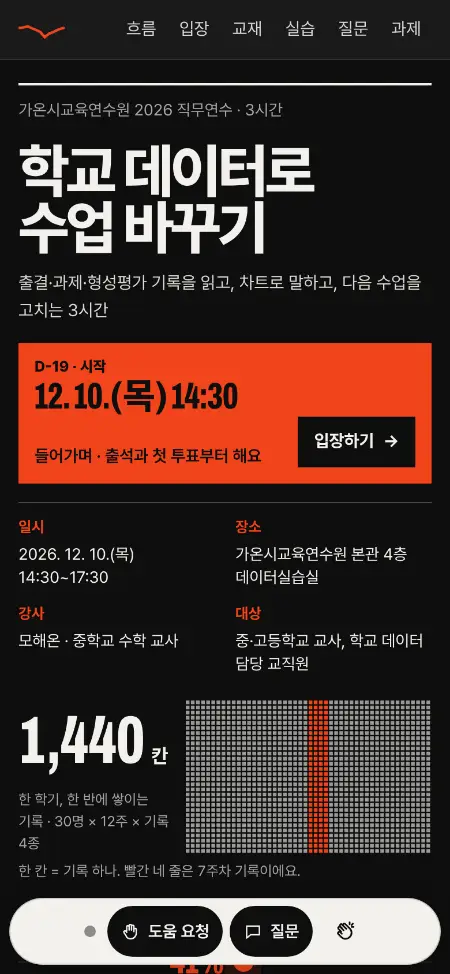 흐름 입장 교재 실습 질문 과제
가온시교육연수원 2026 직무연수 · 3시간
학교 데이터로
수업 바꾸기
출결·과제·형성평가 기록을 읽고, 차트로 말하고, 다음 수업을
고치는 3시간
D-19 · 시작
12. 10.(목) 14:30
들어가며 · 출석과 첫 투표부터 해요
입장하기 →
일시
2026. 12. 10.(목)
14:30~17:30
장소
가온시교육연수원 본관 4층
데이터실습실
강사
모해온 · 중학교 수학 교사
대상
중·고등학교 교사, 학교 데이터
담당 교직원
1,440 칸
한 학기, 한 반에 쌓이는
기록 · 30명 × 12주 × 기록
4종
한 칸 = 기록 하나. 빨간 네 줄은 7주차 기록이에요.
도움 요청 질문